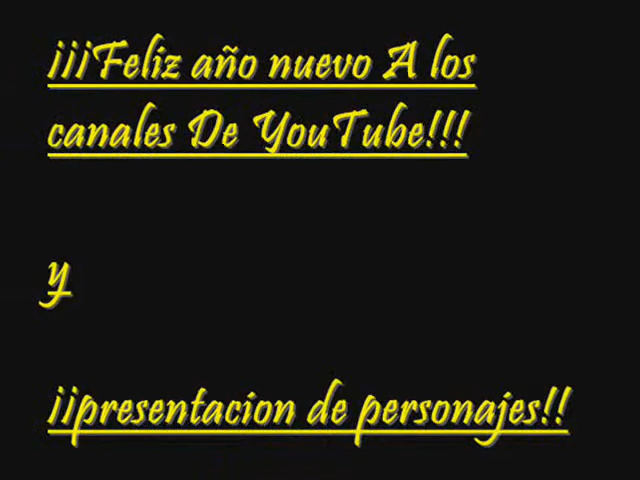 ¡¡¡Feliz año nuevo A los
canales De YouTube!!!
y
¡¡presentacion de personajes!!